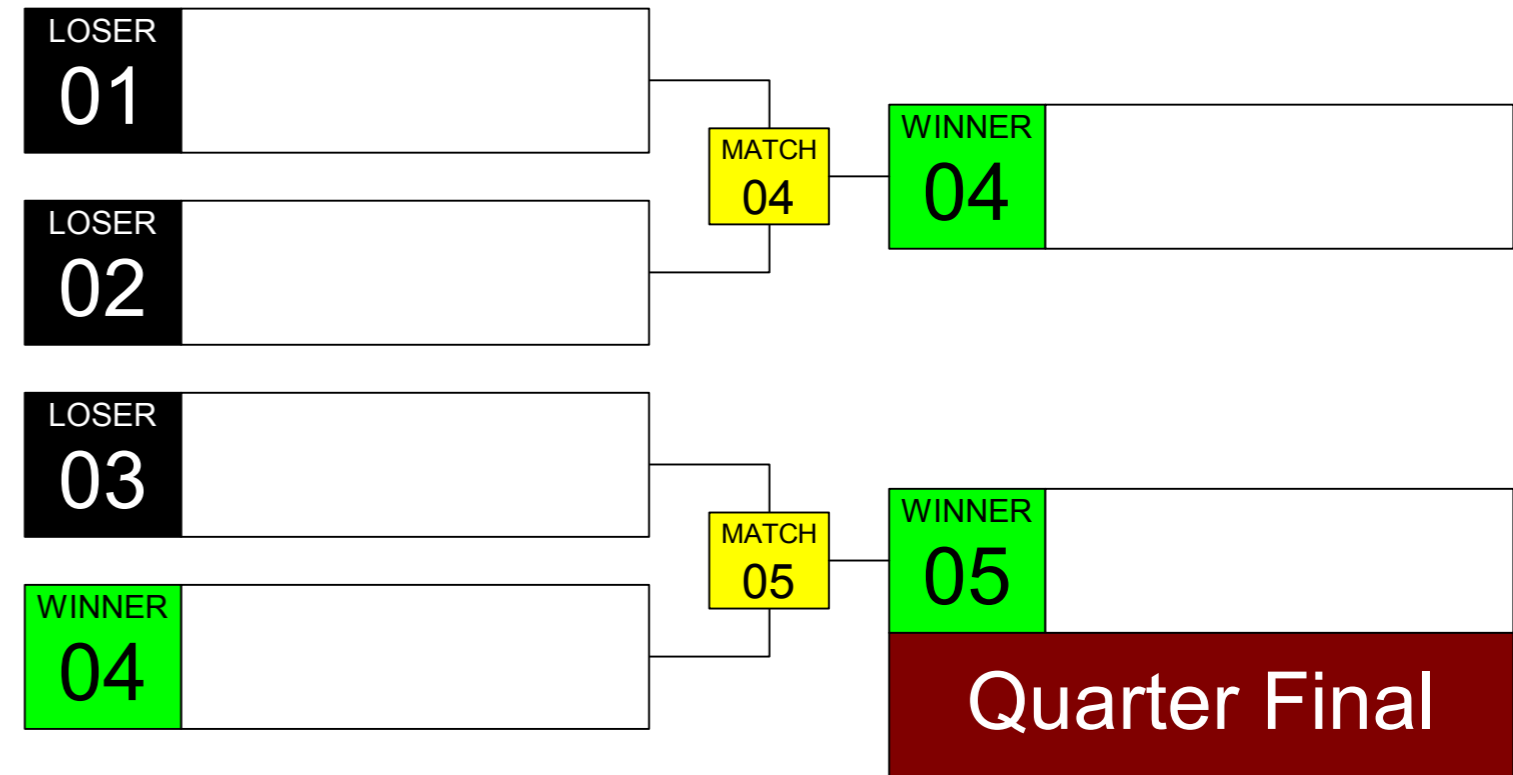 LOSER
01
LOSER
02
MATCH
04
WINNER
04
LOSER
03
WINNER
04
MATCH
05
WINNER
05
Quarter Final